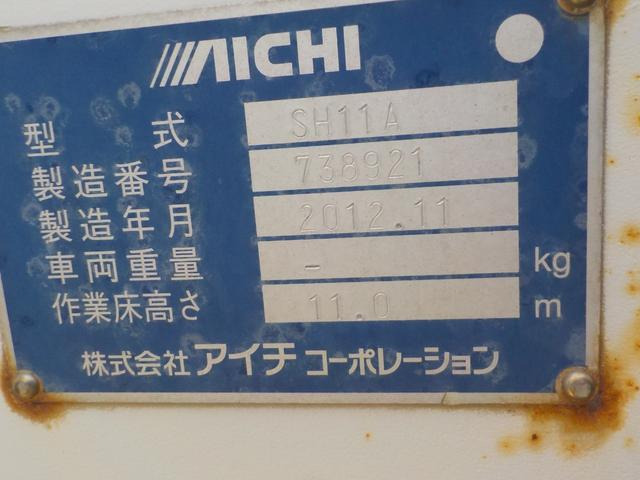 AICHI
型式 SH11A
製造番号 738921
製造年月 2012.11
車両重量 - kg
作業床高さ 11.0 m
株式会社アイチコーポレーション